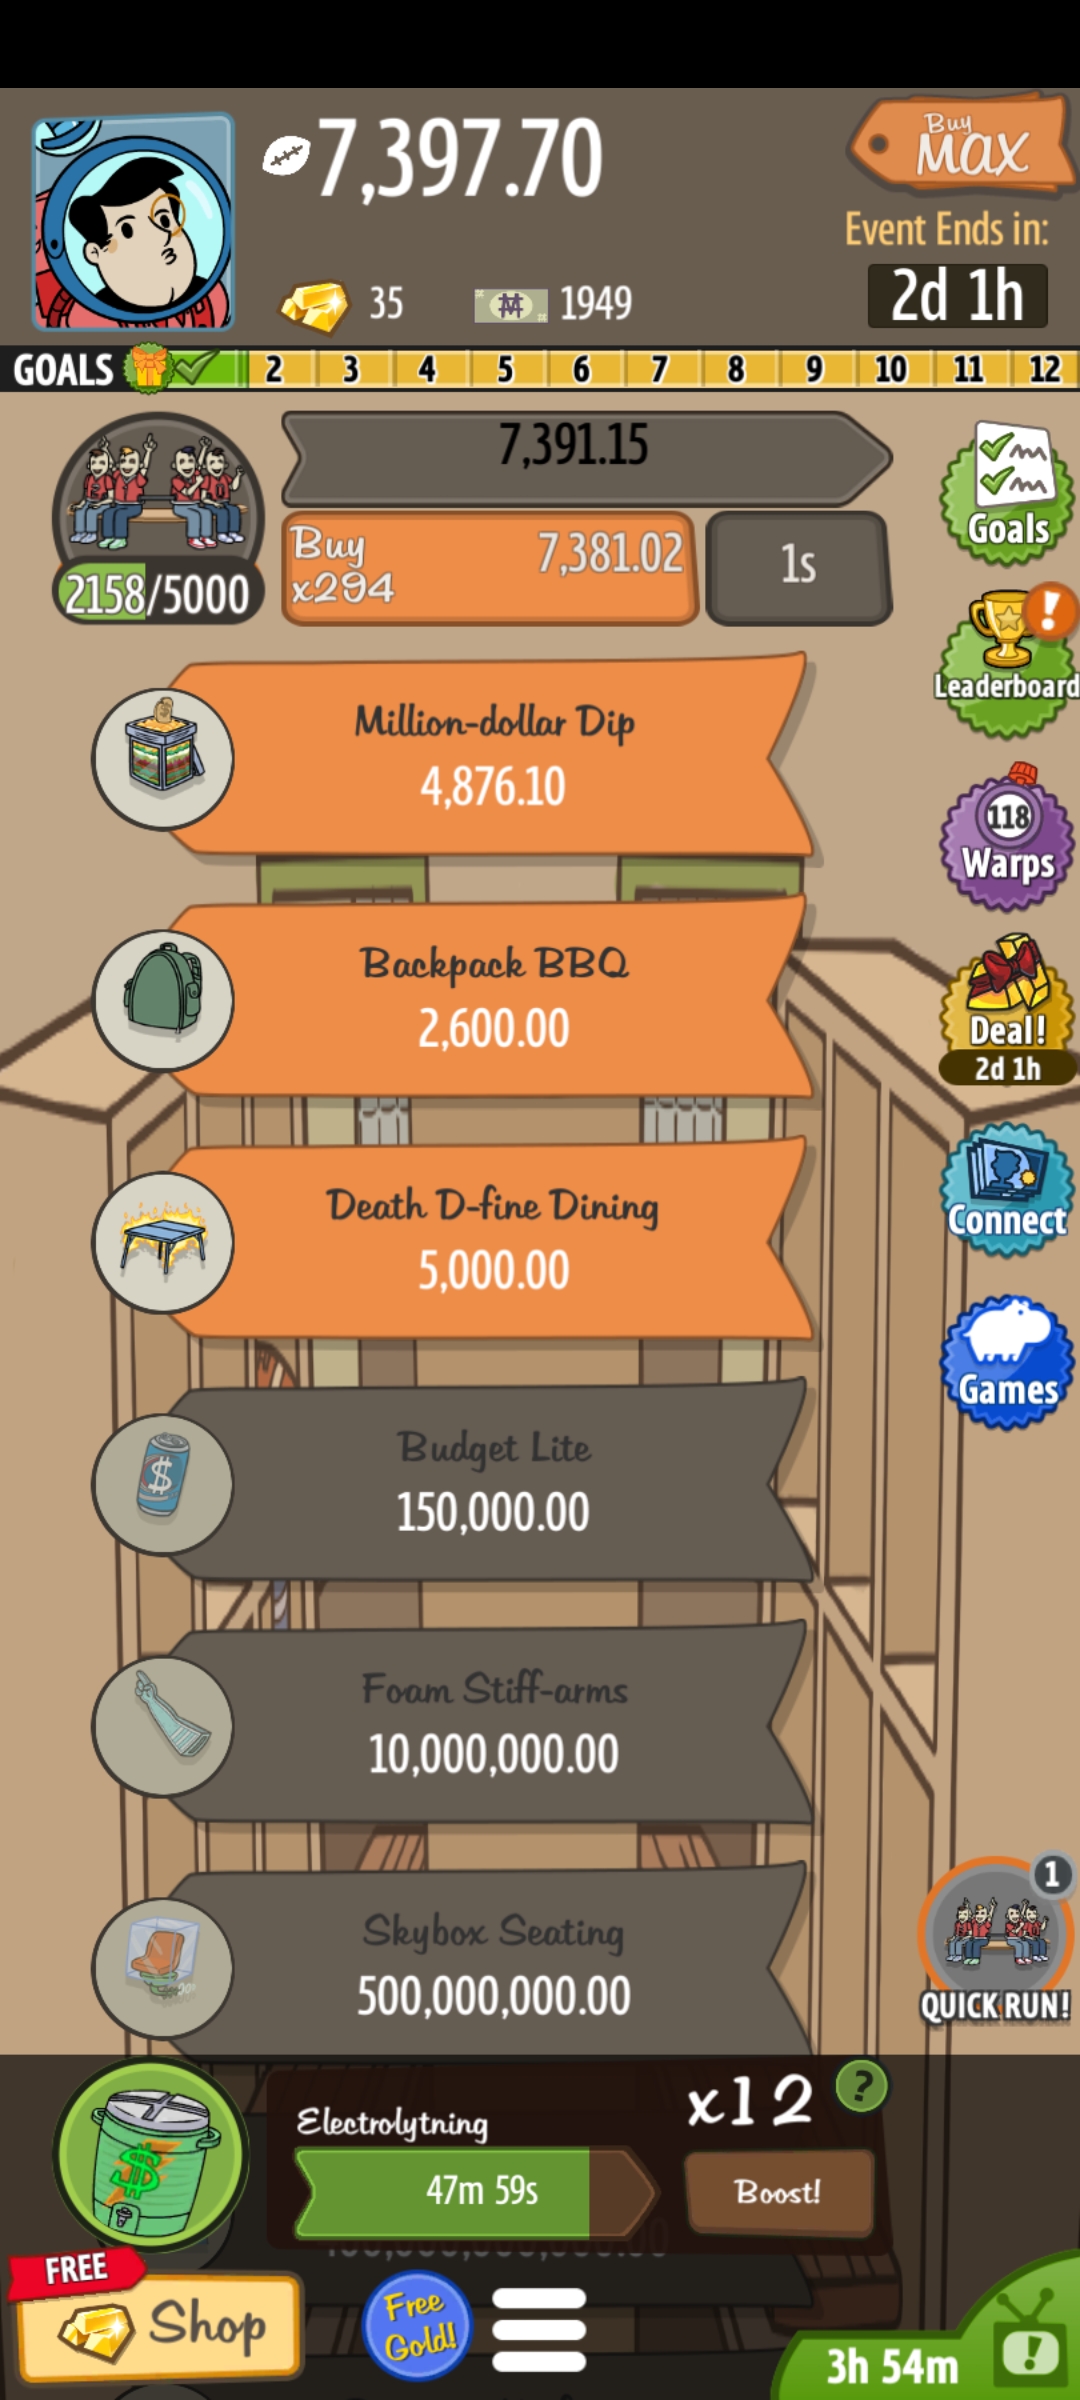 7,397.70
Buy
MAX
Event Ends in:
2d 1h
35
1949
GOALS 2 3 4 5 6 7 8 9 10 11 12
7,391.15
Buy
x294
7,381.02
1s
2158/5000
Goals
Leaderboard
Million-dollar Dip
4,876.10
118
Warps
Backpack BBQ
2,600.00
Deal!
2d 1h
Death D-fine Dining
5,000.00
Connect
Games
Budget Lite
150,000.00
Foam Stiff-arms
10,000,000.00
Skybox Seating
500,000,000.00
1
QUICK RUN!
Electrolytning
47m 59s
x12
?
Boost!
FREE
Shop
Free
Gold!
3h 54m
!